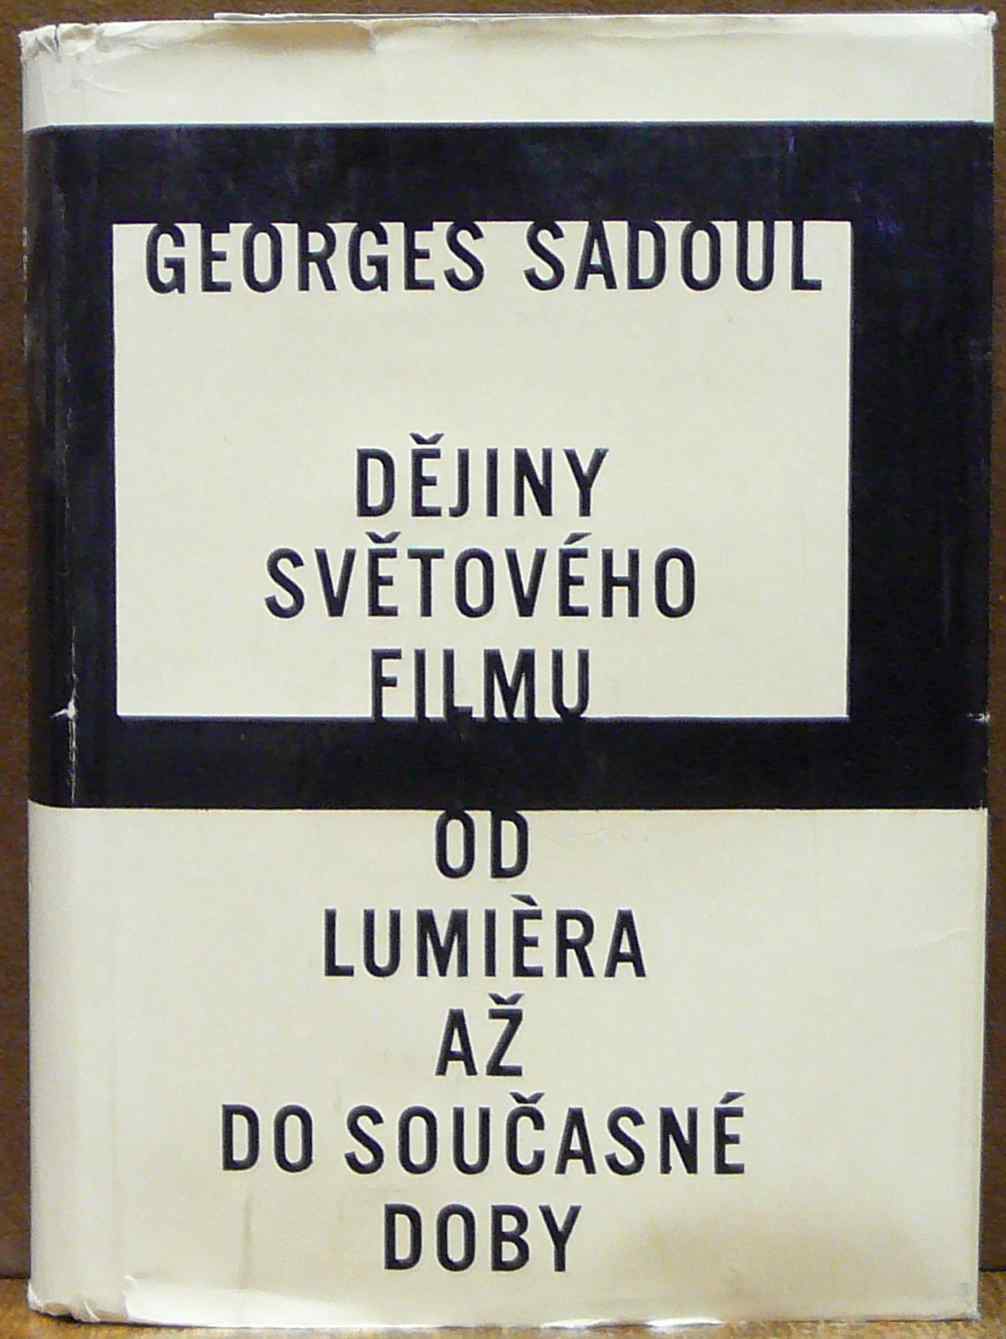 GEORGES SADOUL
DĚJINY
SVĚTOVÉHO
FILMU
OD
LUMIÈRA
AŽ
DO SOUČASNÉ
DOBY